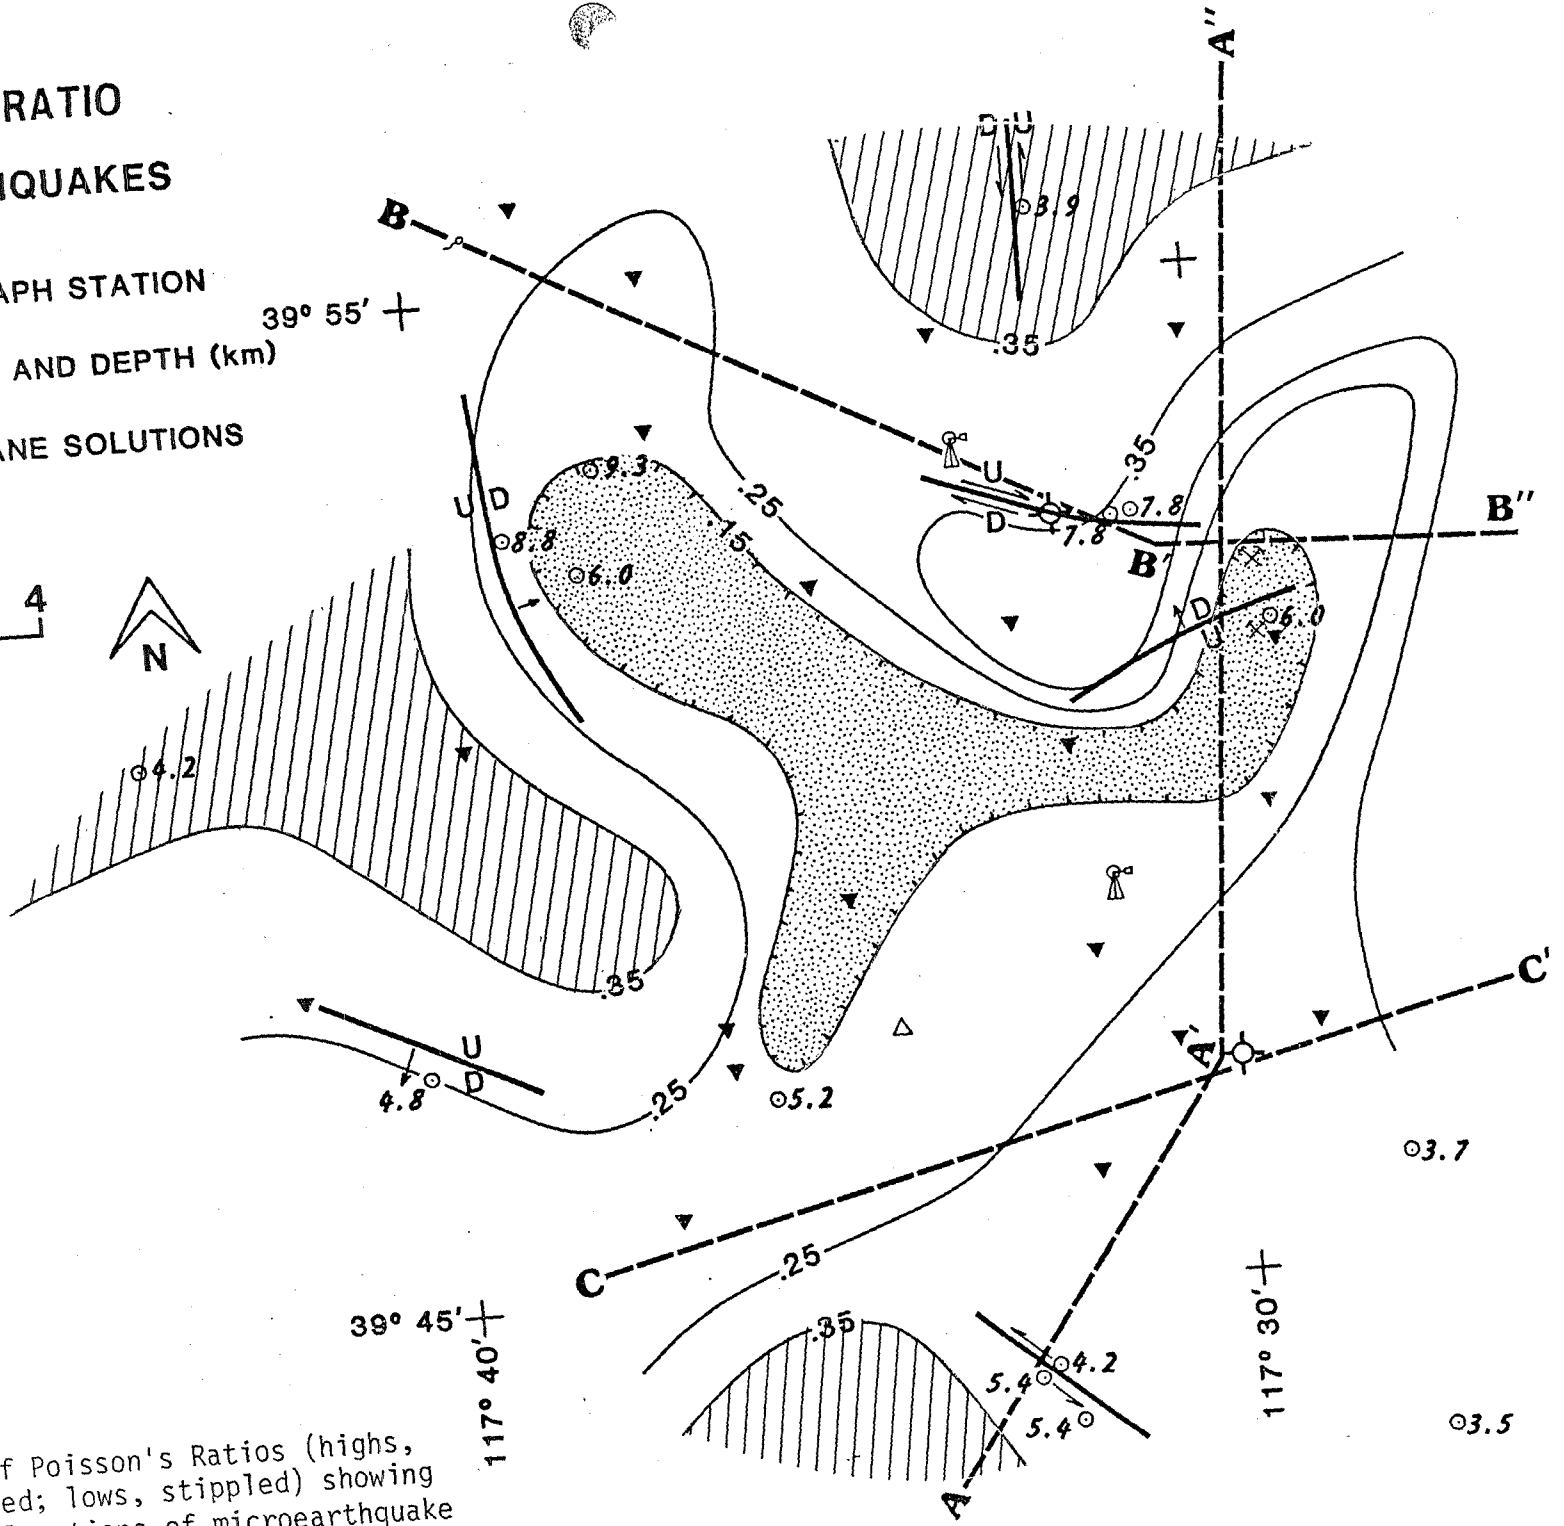 RATIO
HQUAKES
APH STATION
AND DEPTH (km)
ANE SOLUTIONS
4
N
39° 55'
39° 45'
117° 40'
117° 30'
A"
B
D U
3.9
.35
.35
U
7.8
7.8
D
B'
B"
9.3
.25
.15
U D
8.8
6.0
D
U
6.0
4.2
.35
C'
A'
U
D
4.8
.25
5.2
3.7
C
.25
.35
4.2
5.4
5.4
3.5
A
f Poisson's Ratios (highs,
ed; lows, stippled) showing
of microearthquake